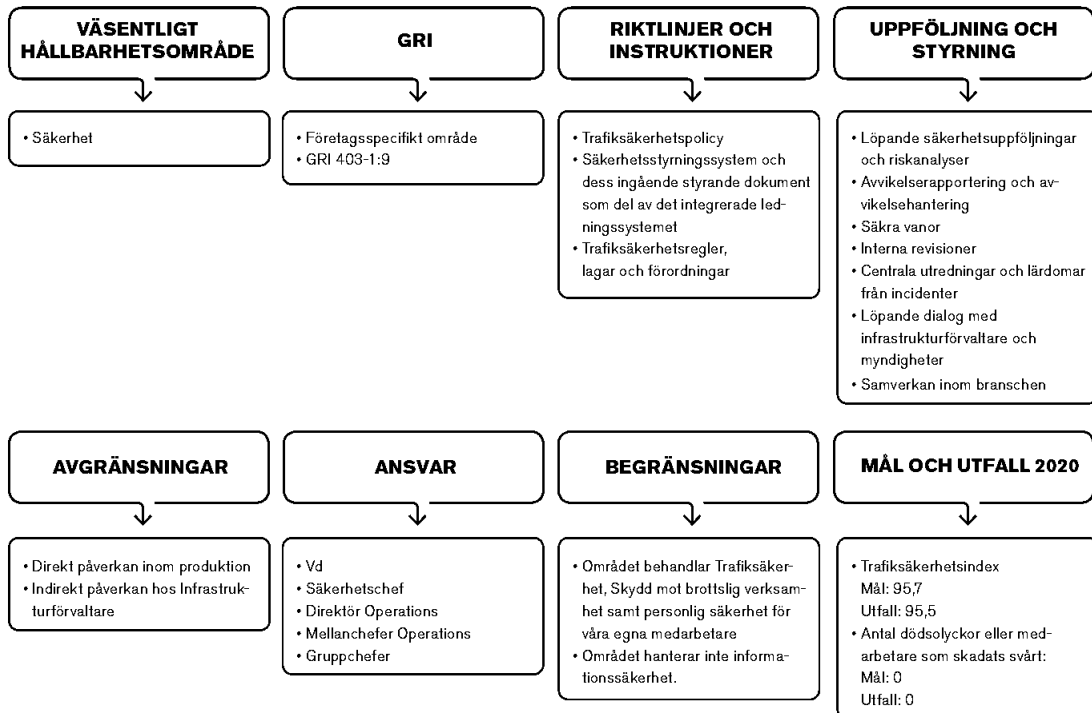 VÄSENTLIGT
HÅLLBARHETSOMRÅDE
• Säkerhet
GRI
• Företagsspecifikt område
• GRI 403-1:9
RIKTLINJER OCH
INSTRUKTIONER
• Trafiksäkerhetspolicy
• Säkerhetsstyrningssystem och
dess ingående styrande dokument
som del av det integrerade led-
ningssystemet
• Trafiksäkerhetsregler,
lagar och förordningar
UPPFÖLJNING OCH
STYRNING
• Löpande säkerhetsuppföljningar
och riskanalyser
• Avvikelserapportering och av-
vikelsehantering
• Säkra vanor
• Interna revisioner
• Centrala utredningar och lärdomar
från incidenter
• Löpande dialog med
infrastrukturförvaltare och
myndigheter
• Samverkan inom branschen
AVGRÄNSNINGAR
• Direkt påverkan inom produktion
• Indirekt påverkan hos Infrastruk-
turförvaltare
ANSVAR
• Vd
• Säkerhetschef
• Direktör Operations
• Mellanchefer Operations
• Gruppchefer
BEGRÄNSNINGAR
• Området behandlar Trafiksäker-
het, Skydd mot brottslig verksam-
het samt personlig säkerhet för
våra egna medarbetare
• Området hanterar inte informa-
tionssäkerhet.
MÅL OCH UTFALL 2020
• Trafiksäkerhetsindex
Mål: 95,7
Utfall: 95,5
• Antal dödsolyckor eller med-
arbetare som skadats svårt:
Mål: 0
Utfall: 0